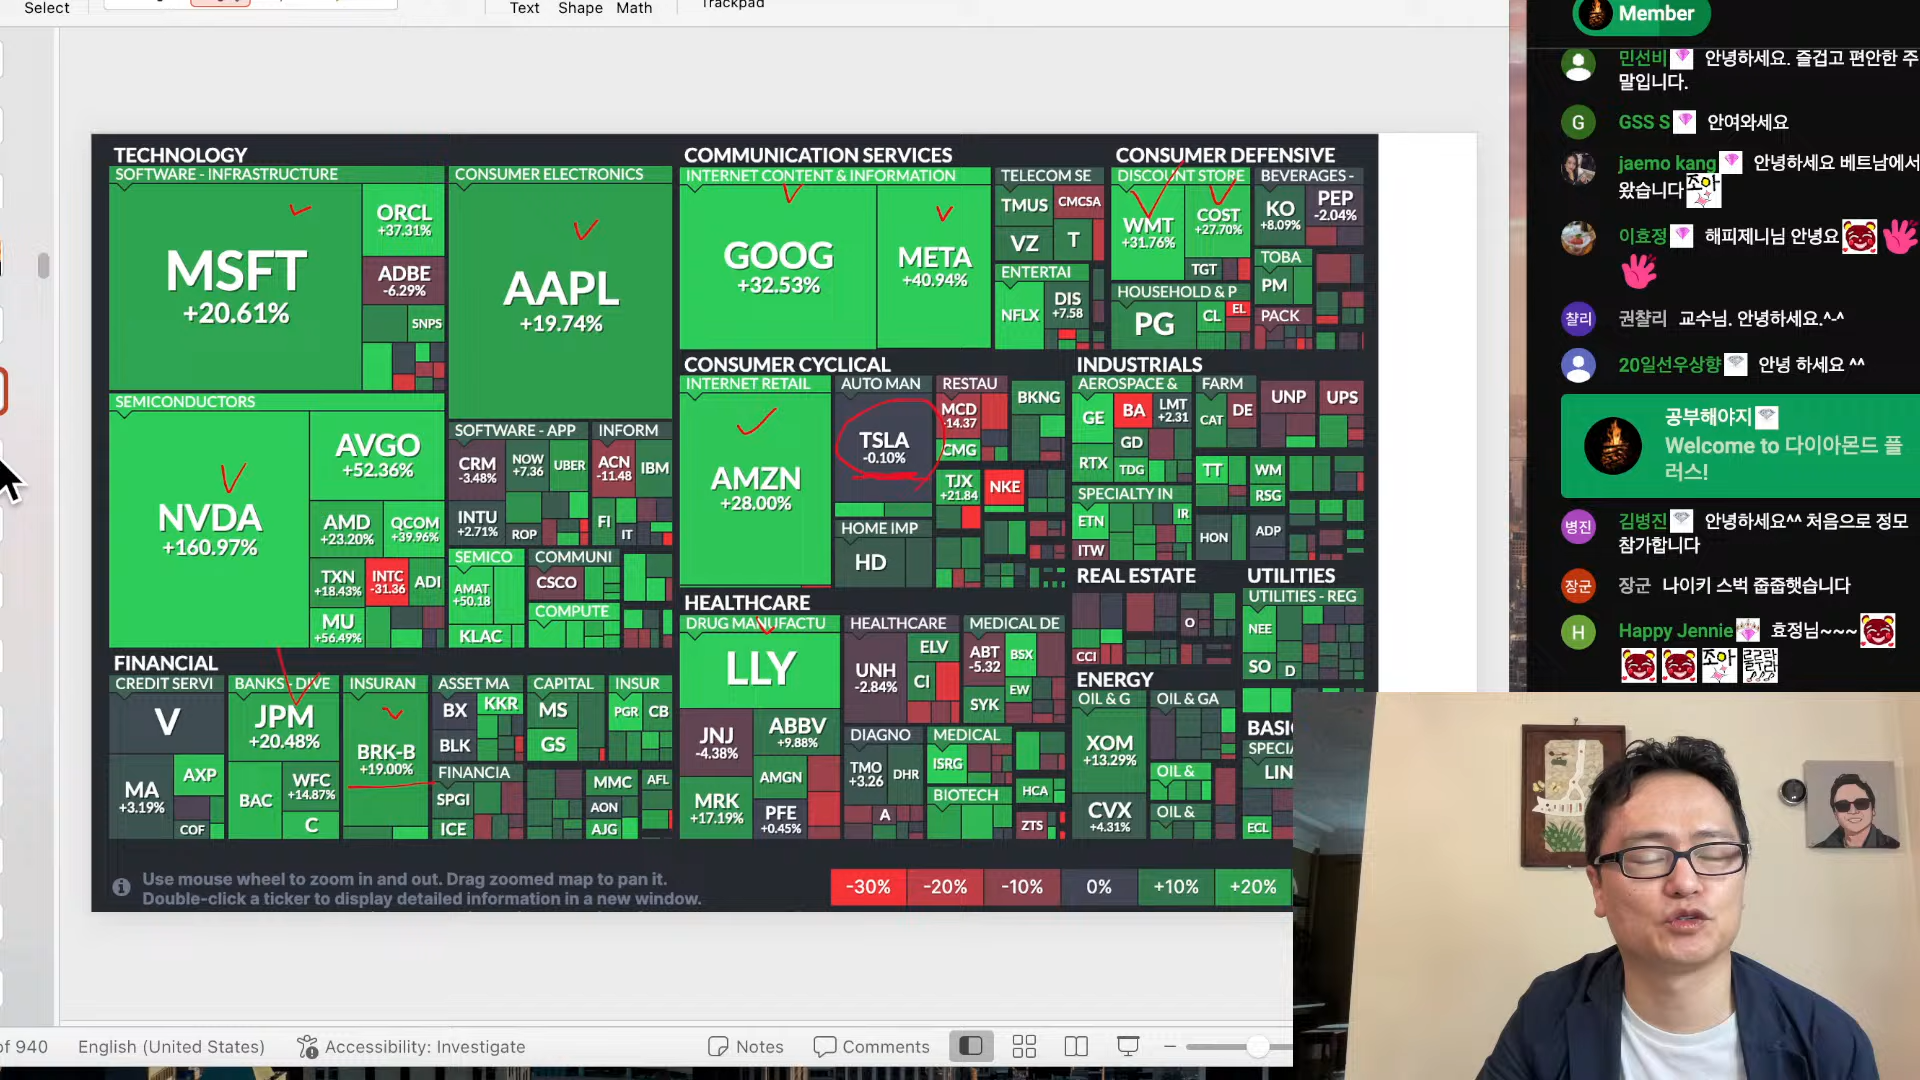 Select
Text
Shape
Math
Trackpad
TECHNOLOGY
SOFTWARE - INFRASTRUCTURE
MSFT
+20.61%
ORCL
+37.31%
ADBE
-6.29%
SNPS
CONSUMER ELECTRONICS
AAPL
+19.74%
SEMICONDUCTORS
NVDA
+160.97%
AVGO
+52.36%
AMD
+23.20%
QCOM
+39.96%
TXN
+18.43%
INTC
-31.36
ADI
MU
+56.49%
SOFTWARE - APP
CRM
-3.48%
NOW
+7.36
UBER
INTU
+2.71%
ROP
INFORM
ACN
-11.48
IBM
FI
IT
SEMICO
AMAT
+50.18
KLAC
COMMUNI
CSCO
COMPUTE
COMMUNICATION SERVICES
INTERNET CONTENT & INFORMATION
GOOG
+32.53%
META
+40.94%
TELECOM SE
TMUS
CMCSA
VZ
T
ENTERTAI
NFLX
DIS
+7.58
CONSUMER DEFENSIVE
DISCOUNT STORE
WMT
+31.76%
COST
+27.70%
TGT
BEVERAGES -
KO
+8.09%
PEP
-2.04%
TOBA
PM
HOUSEHOLD & P
PG
CL
EL
PACK
CONSUMER CYCLICAL
INTERNET RETAIL
AMZN
+28.00%
AUTO MAN
TSLA
-0.10%
RESTAU
MCD
-14.37
CMG
BKNG
TJX
+21.84
NKE
HOME IMP
HD
INDUSTRIALS
AEROSPACE &
GE
BA
LMT
+2.31
GD
RTX
TDG
FARM
CAT
DE
UNP
UPS
TT
WM
RSG
SPECIALTY IN
ETN
IR
ITW
HON
ADP
FINANCIAL
CREDIT SERVI
V
MA
+3.19%
AXP
COF
BANKS - DIVE
JPM
+20.48%
BAC
WFC
+14.87%
C
INSURAN
BRK-B
+19.00%
ASSET MA
BX
KKR
BLK
FINANCIA
SPGI
ICE
CAPITAL
MS
GS
INSUR
PGR
CB
MMC
AFL
AON
AJG
HEALTHCARE
DRUG MANUFACTU
LLY
JNJ
-4.38%
ABBV
+9.88%
MRK
+17.19%
AMGN
PFE
+0.45%
HEALTHCARE
UNH
-2.84%
ELV
CI
MEDICAL DE
ABT
-5.32
BSX
EW
SYK
DIAGNO
TMO
+3.26
DHR
A
MEDICAL
ISRG
BIOTECH
HCA
ZTS
REAL ESTATE
O
CCI
UTILITIES
UTILITIES - REG
NEE
SO
D
ENERGY
OIL & G
XOM
+13.29%
CVX
+4.31%
OIL & GA
OIL &
OIL &
BASI
SPECIA
LIN
ECL
Use mouse wheel to zoom in and out. Drag zoomed map to pan it.
Double-click a ticker to display detailed information in a new window.
-30%
-20%
-10%
0%
+10%
+20%
of 940
English (United States)
Accessibility: Investigate
Notes
Comments
Member
민선비 안녕하세요. 즐겁고 편안한 주
말입니다.
G GSS S 안여와세요
jaemo kang 안녕하세요 베트남에서
왔습니다
이효정 해피제니님 안녕요
찰리 권찰리 교수님. 안녕하세요.^-^
20일선우상향 안녕 하세요 ^^
공부해야지
Welcome to 다이아몬드 플
러스!
병진 김병진 안녕하세요^^ 처음으로 정모
참가합니다
장군 장군 나이키 스벅 줍줍햇습니다
H Happy Jennie 효정님~~~